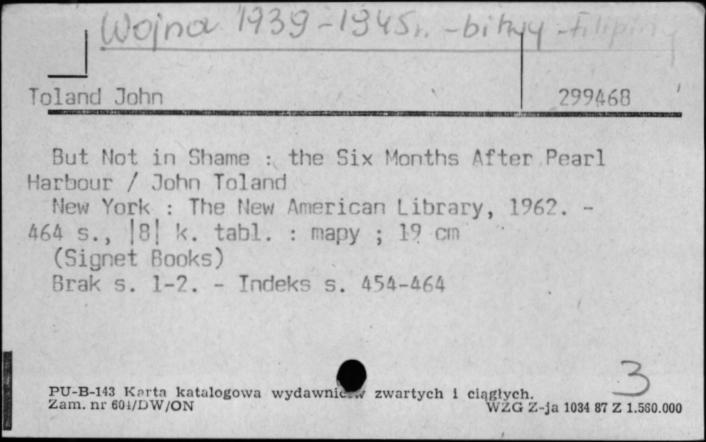 Wojna 1939-1945r. - bitwy - Filipiny
Toland John 299468
But Not in Shame : the Six Months After Pearl
Harbour / John Toland
New York : The New American Library, 1962. -
464 s., |8| k. tabl. : mapy ; 19 cm
(Signet Books)
Brak s. 1-2. - Indeks s. 454-464
3
PU-B-143 Karta katalogowa wydawnictw zwartych i ciągłych.
Zam. nr 601/DW/ON WZG Z-ja 1034 87 Z 1.560.000